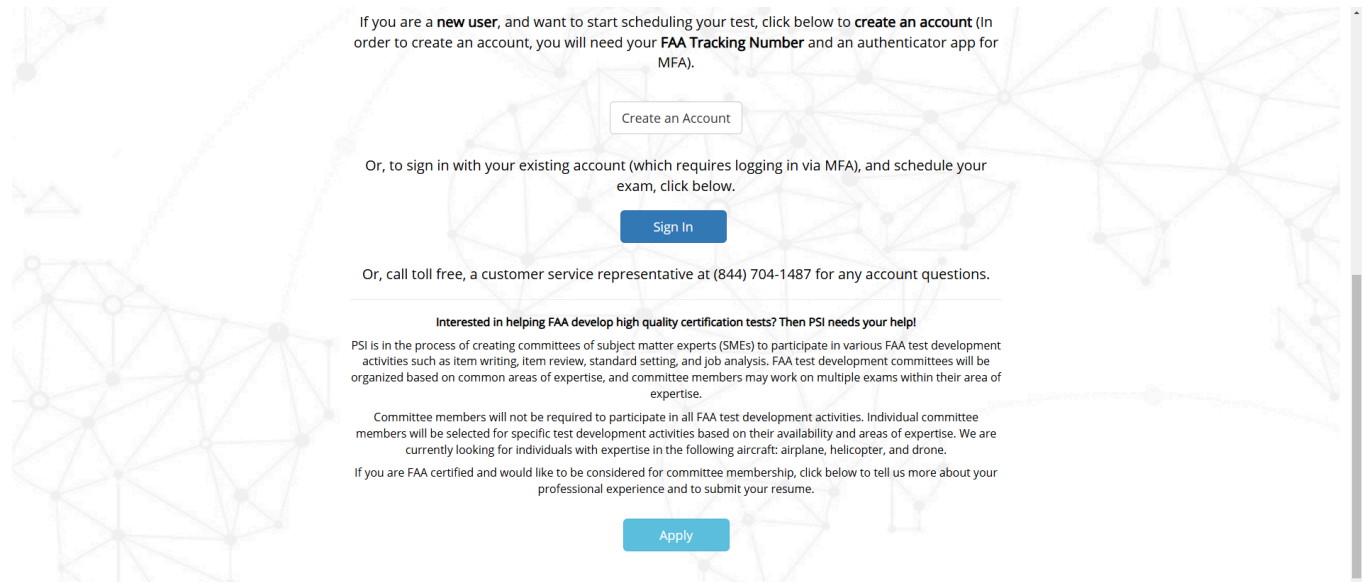 If you are a new user, and want to start scheduling your test, click below to create an account (In
order to create an account, you will need your FAA Tracking Number and an authenticator app for
MFA).
Create an Account
Or, to sign in with your existing account (which requires logging in via MFA), and schedule your
exam, click below.
Sign In
Or, call toll free, a customer service representative at (844) 704-1487 for any account questions.
Interested in helping FAA develop high quality certification tests? Then PSI needs your help!
PSI is in the process of creating committees of subject matter experts (SMEs) to participate in various FAA test development
activities such as item writing, item review, standard setting, and job analysis. FAA test development committees will be
organized based on common areas of expertise, and committee members may work on multiple exams within their area of
expertise.
Committee members will not be required to participate in all FAA test development activities. Individual committee
members will be selected for specific test development activities based on their availability and areas of expertise. We are
currently looking for individuals with expertise in the following aircraft: airplane, helicopter, and drone.
If you are FAA certified and would like to be considered for committee membership, click below to tell us more about your
professional experience and to submit your resume.
Apply